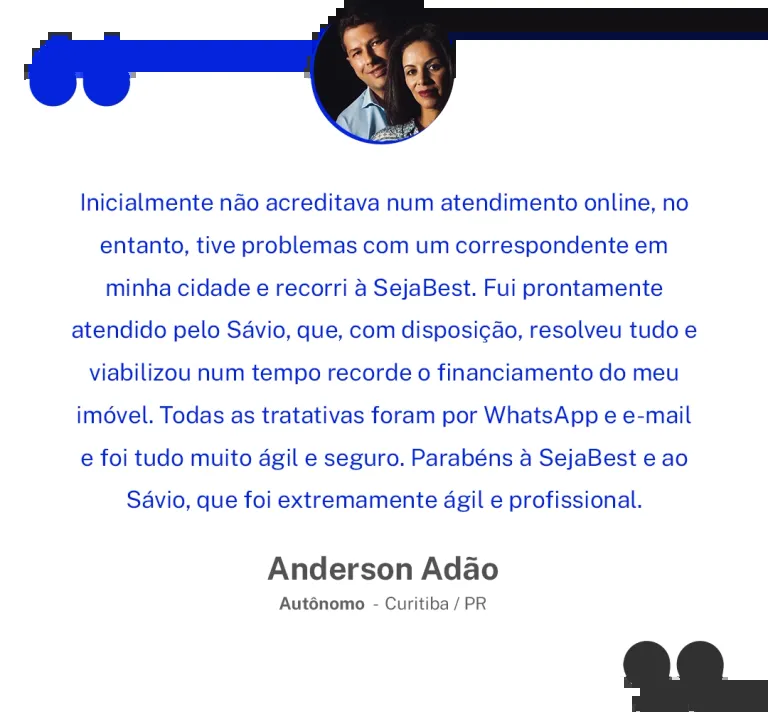 Inicialmente não acreditava num atendimento online, no
entanto, tive problemas com um correspondente em
minha cidade e recorri à SejaBest. Fui prontamente
atendido pelo Sávio, que, com disposição, resolveu tudo e
viabilizou num tempo recorde o financiamento do meu
imóvel. Todas as tratativas foram por WhatsApp e e-mail
e foi tudo muito ágil e seguro. Parabéns à SejaBest e ao
Sávio, que foi extremamente ágil e profissional.
Anderson Adão
Autônomo - Curitiba / PR